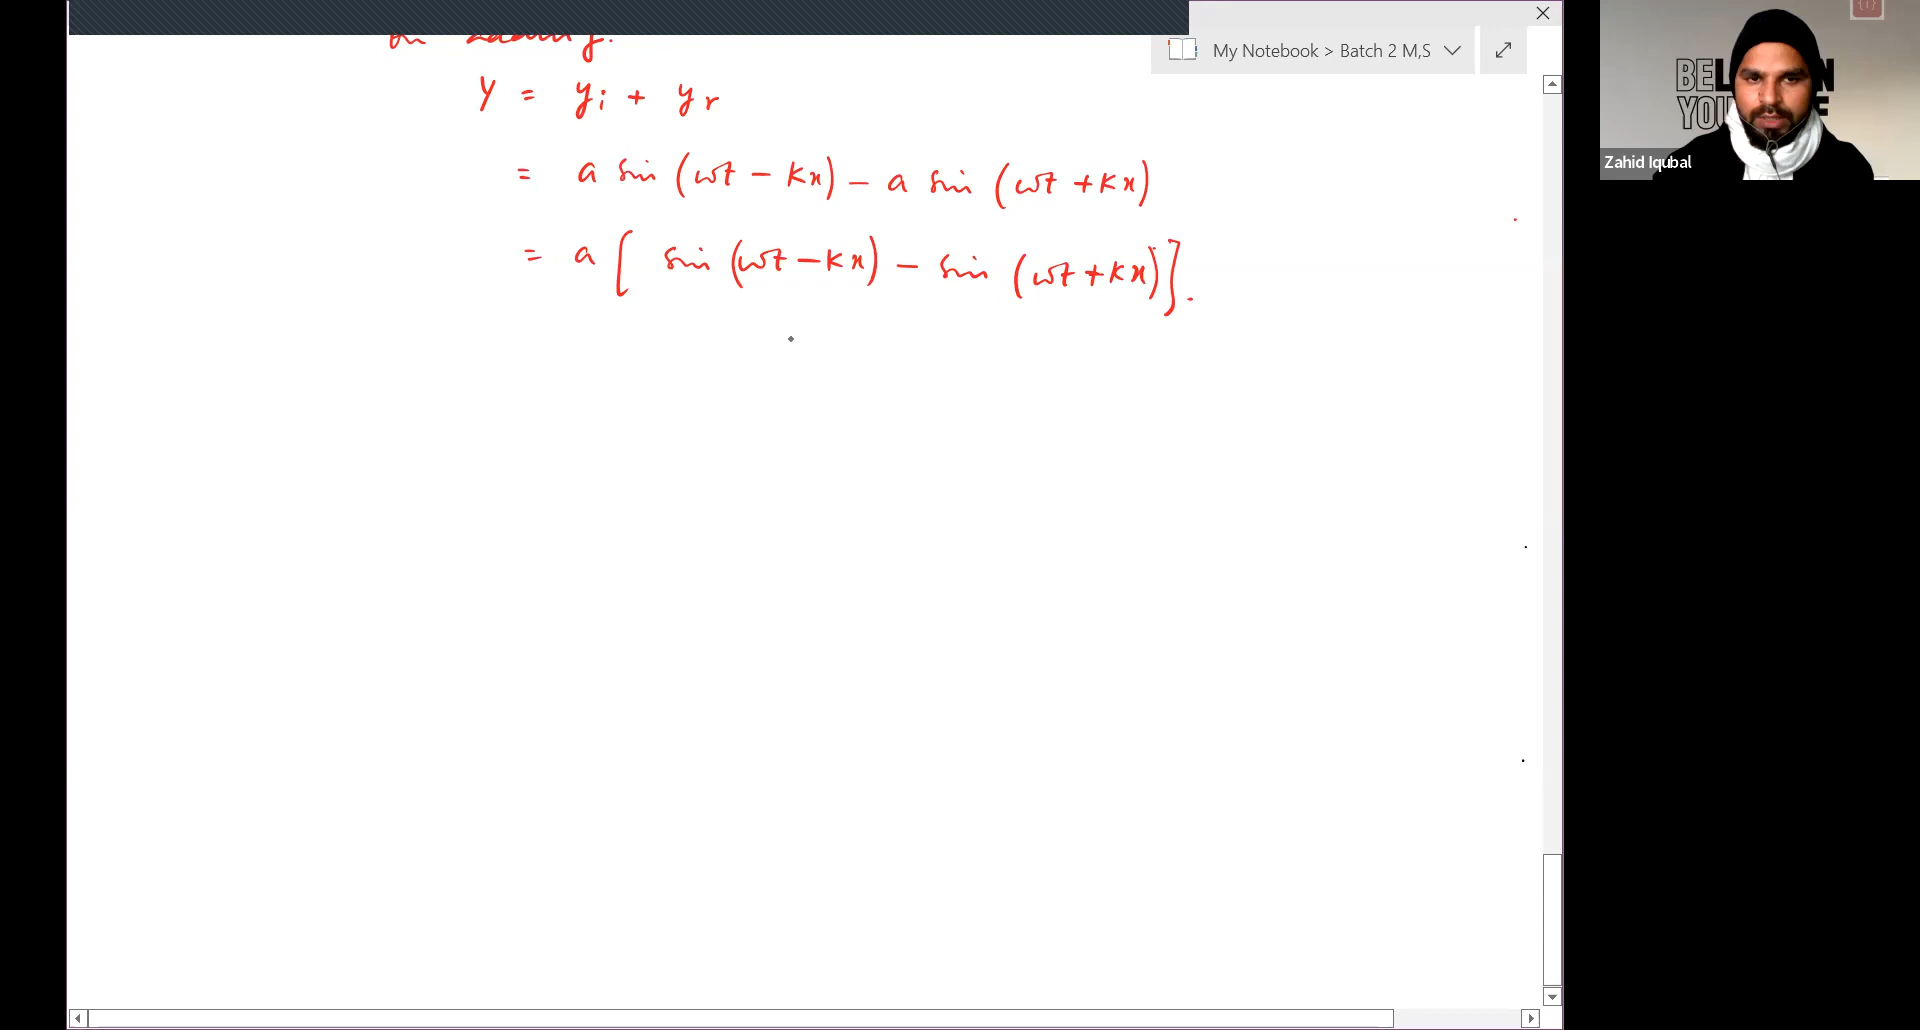 My Notebook > Batch 2 M,S
Y = yi + yr
= a sin (ωt − kx) − a sin (ωt + kx)
= a [ sin (ωt − kx) − sin (ωt + kx) ].
Zahid Iqubal